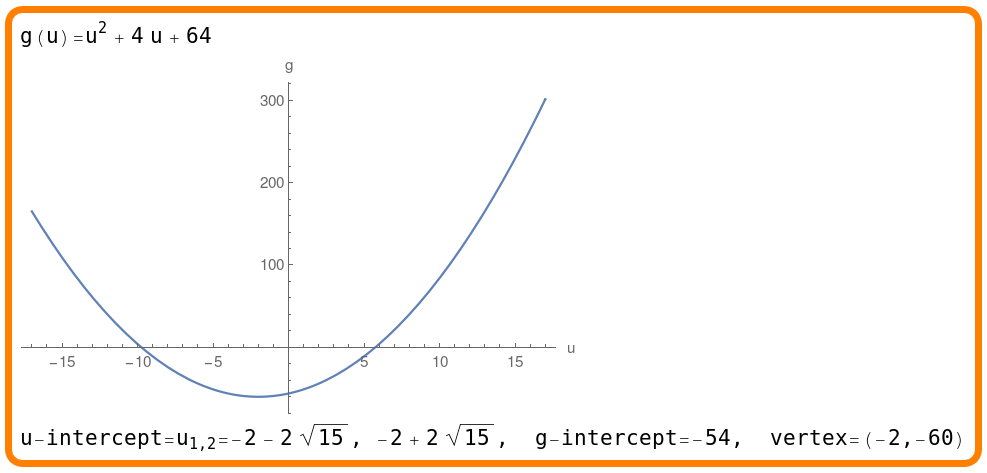 g(u)=u² + 4 u + 64
g
300
200
100
−15 −10 −5 5 10 15 u
u−intercept=u₁,₂=−2 − 2 √15, −2 + 2 √15, g−intercept=−54, vertex=(−2,−60)